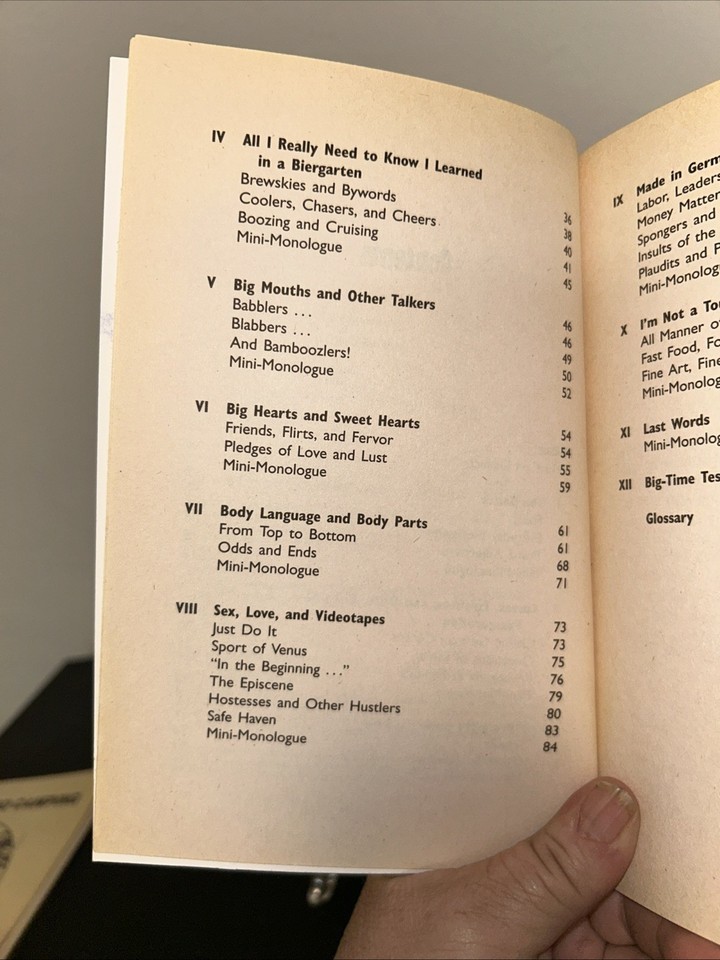 IV All I Really Need to Know I Learned
in a Biergarten 36
Brewskies and Bywords 38
Coolers, Chasers, and Cheers 40
Boozing and Cruising 41
Mini-Monologue 45
V Big Mouths and Other Talkers 46
Babblers ... 46
Blabbers ... 49
And Bamboozlers! 50
Mini-Monologue 52
VI Big Hearts and Sweet Hearts 54
Friends, Flirts, and Fervor 54
Pledges of Love and Lust 55
Mini-Monologue 59
VII Body Language and Body Parts 61
From Top to Bottom 61
Odds and Ends 68
Mini-Monologue 71
VIII Sex, Love, and Videotapes 73
Just Do It 73
Sport of Venus 75
"In the Beginning ..." 76
The Episcene 79
Hostesses and Other Hustlers 80
Safe Haven 83
Mini-Monologue 84
IX Made in Germ
Labor, Leaders
Money Matter
Spongers and
Insults of the
Plaudits and P
Mini-Monolog
X I'm Not a To
All Manner o
Fast Food, Fo
Fine Art, Fine
Mini-Monolog
XI Last Words
Mini-Monolog
XII Big-Time Tes
Glossary